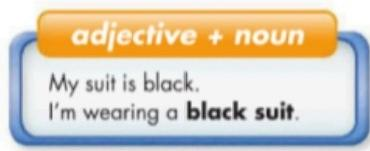 adjective + noun
My suit is black.
I'm wearing a black suit.